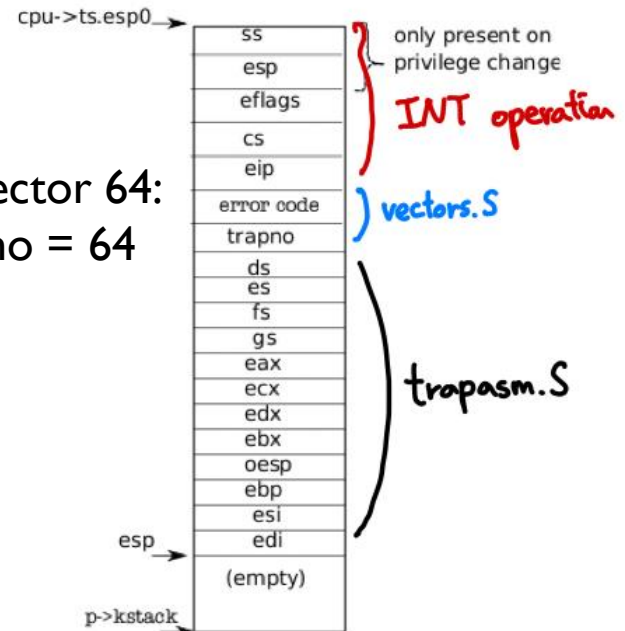 cpu->ts.esp0
ss
only present on
privilege change
esp
eflags
INT operation
cs
eip
ector 64:
error code
vectors.S
no = 64
trapno
ds
es
fs
gs
eax
ecx
trapasm.S
edx
ebx
oesp
ebp
esi
esp
edi
(empty)
p->kstack